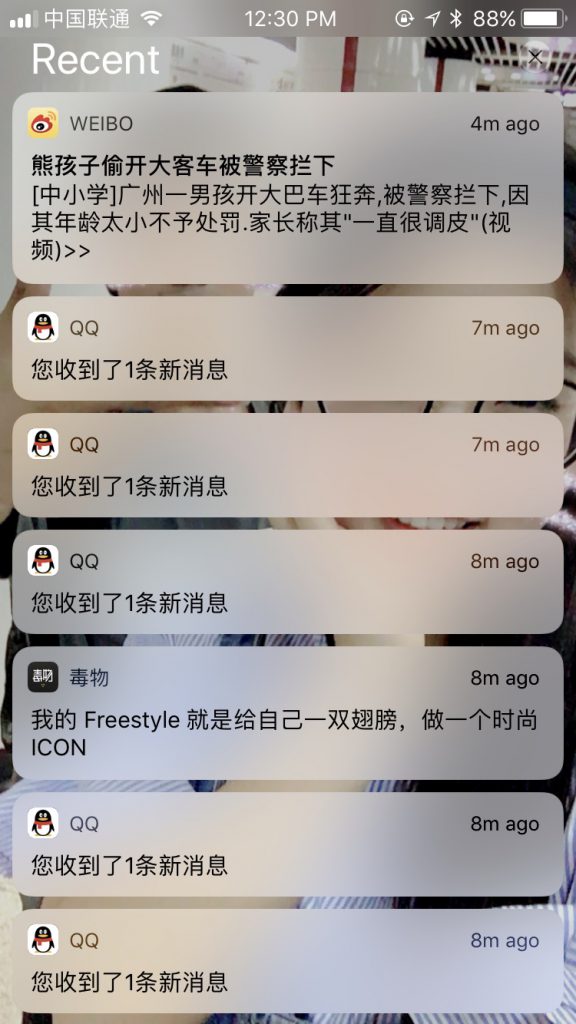 中国联通 12:30 PM 88%
Recent
WEIBO 4m ago
熊孩子偷开大客车被警察拦下
[中小学]广州一男孩开大巴车狂奔,被警察拦下,因
其年龄太小不予处罚.家长称其"一直很调皮"(视
频)>>
QQ 7m ago
您收到了1条新消息
QQ 7m ago
您收到了1条新消息
QQ 8m ago
您收到了1条新消息
毒物 毒物 8m ago
我的 Freestyle 就是给自己一双翅膀，做一个时尚
ICON
QQ 8m ago
您收到了1条新消息
QQ 8m ago
您收到了1条新消息